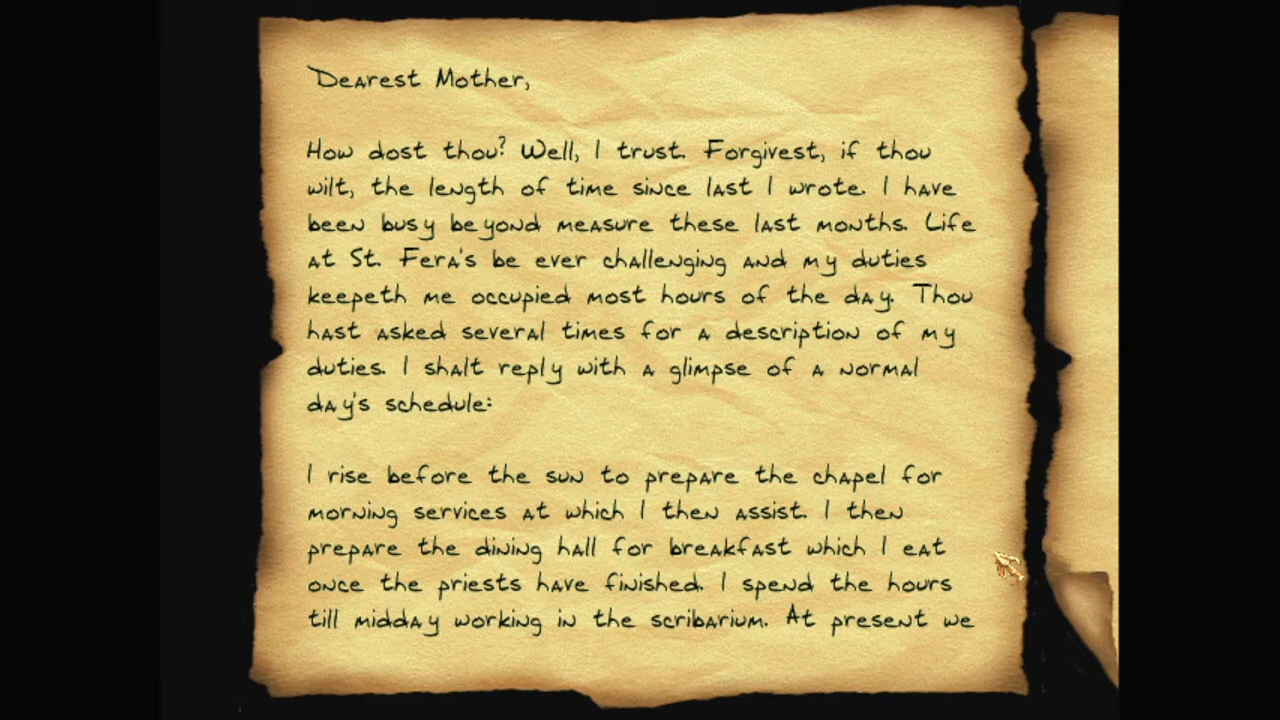 Dearest Mother,
How dost thou? Well, I trust. Forgivest, if thou
wilt, the length of time since last I wrote. I have
been busy beyond measure these last months. Life
at St. Fera's be ever challenging and my duties
keepeth me occupied most hours of the day. Thou
hast asked several times for a description of my
duties. I shalt reply with a glimpse of a normal
day's schedule:
I rise before the sun to prepare the chapel for
morning services at which I then assist. I then
prepare the dining hall for breakfast which I eat
once the priests have finished. I spend the hours
till midday working in the scribarium. At present we